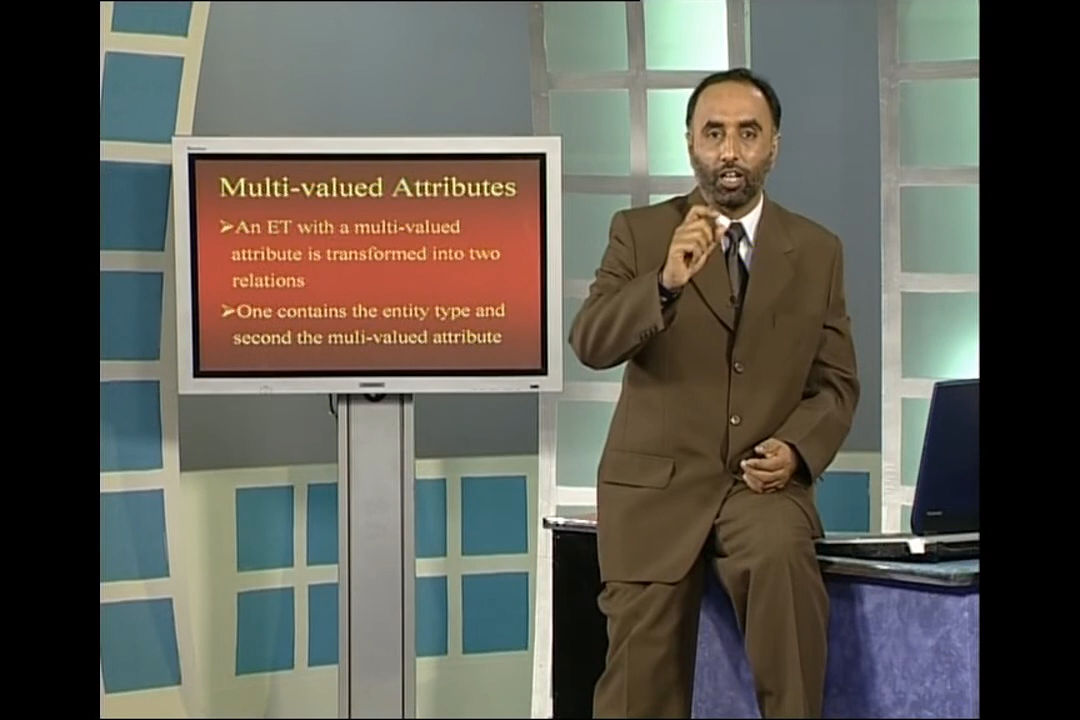 Multi-valued Attributes
➢An ET with a multi-valued
attribute is transformed into two
relations
➢One contains the entity type and
second the muli-valued attribute